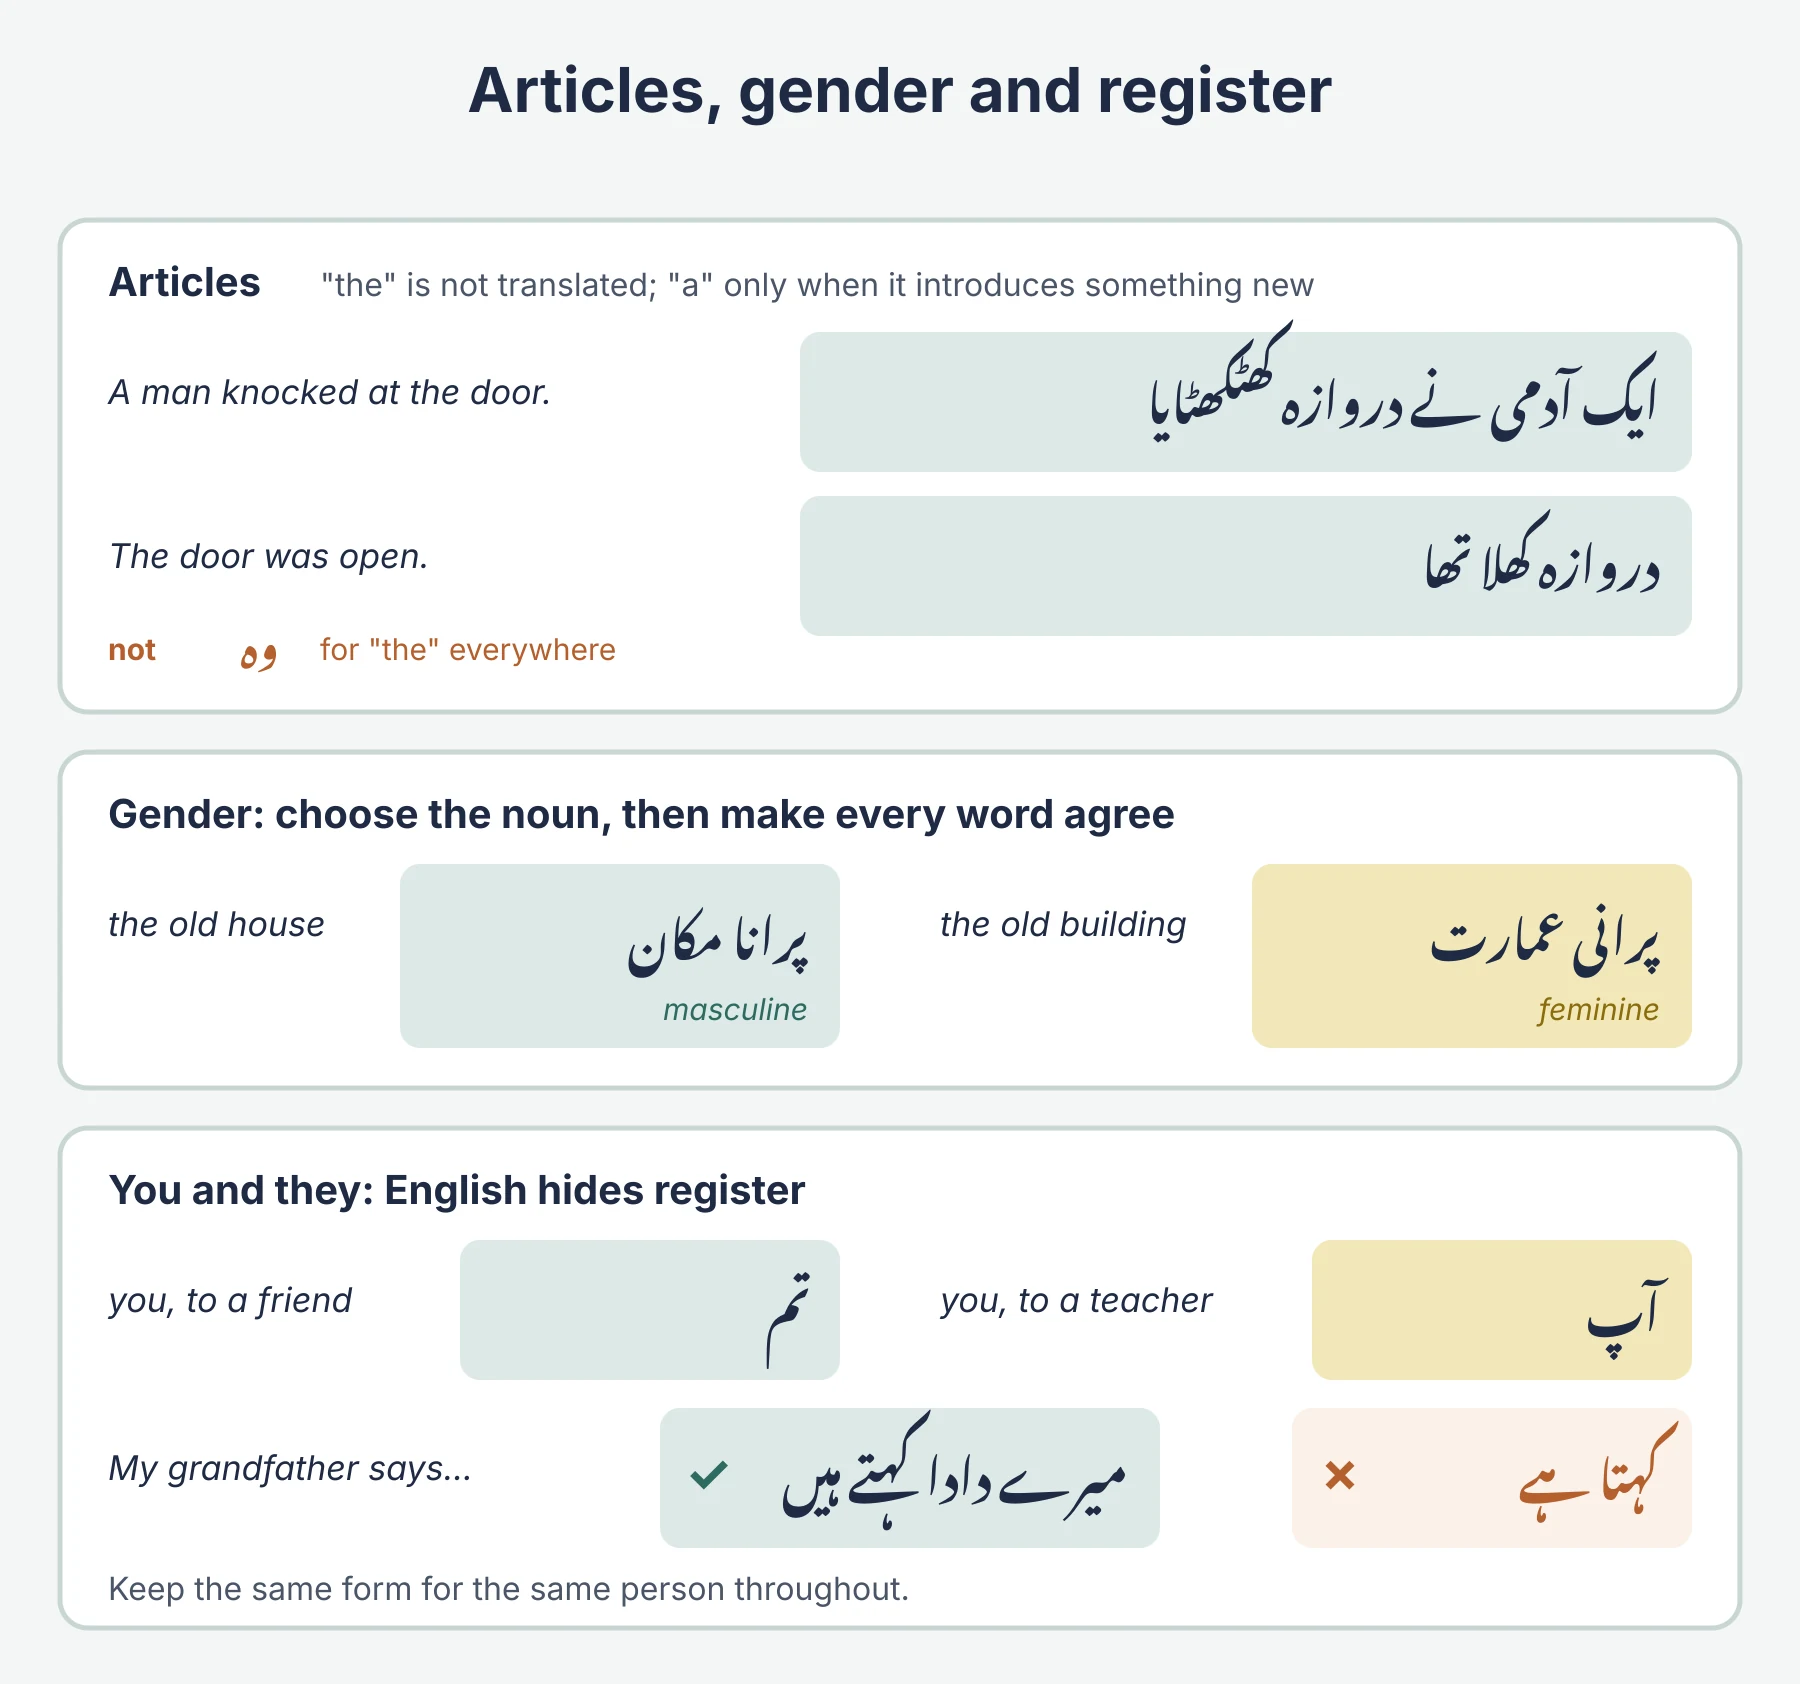 Articles, gender and register
Articles "the" is not translated; "a" only when it introduces something new
A man knocked at the door.
ایک آدمی نے دروازہ کھٹکھٹایا
The door was open.
دروازہ کھلا تھا
not وہ for "the" everywhere
Gender: choose the noun, then make every word agree
the old house
پرانا مکان
masculine
the old building
پرانی عمارت
feminine
You and they: English hides register
you, to a friend
تم
you, to a teacher
آپ
My grandfather says...
✓ میرے دادا کہتے ہیں
✕ کہتا ہے
Keep the same form for the same person throughout.